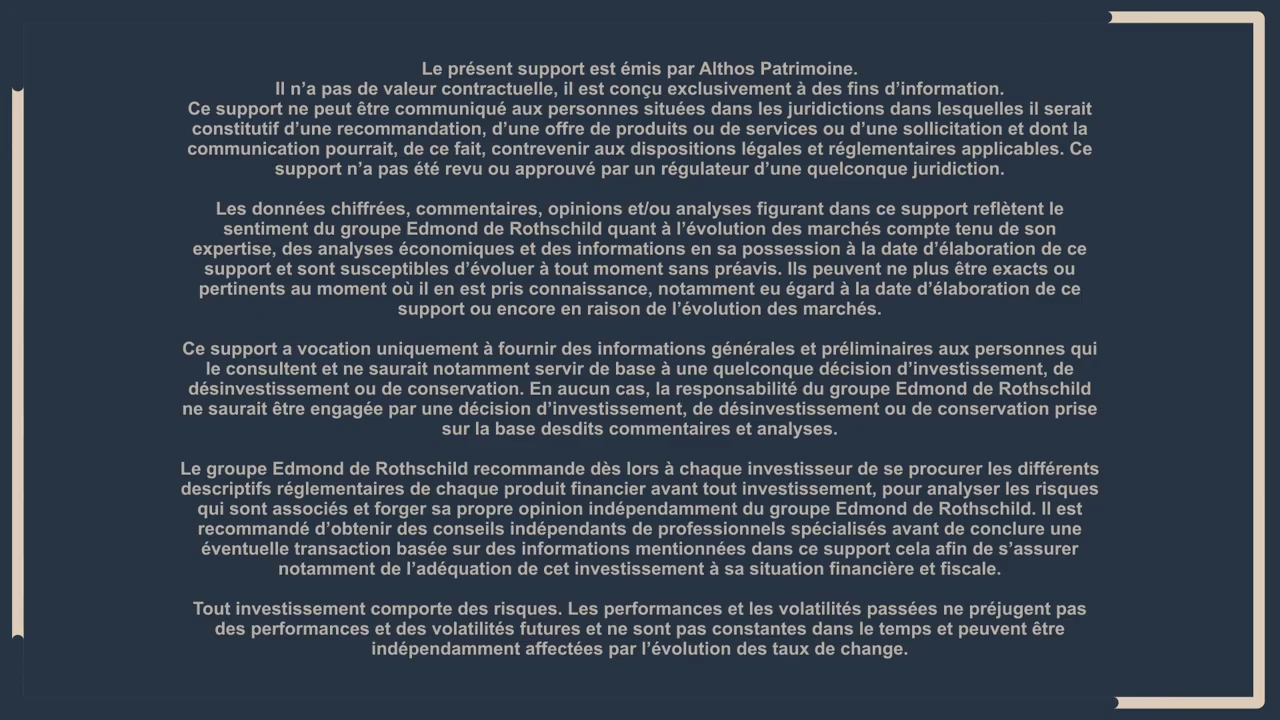 Le présent support est émis par Althos Patrimoine.
Il n’a pas de valeur contractuelle, il est conçu exclusivement à des fins d’information.
Ce support ne peut être communiqué aux personnes situées dans les juridictions dans lesquelles il serait
constitutif d’une recommandation, d’une offre de produits ou de services ou d’une sollicitation et dont la
communication pourrait, de ce fait, contrevenir aux dispositions légales et réglementaires applicables. Ce
support n’a pas été revu ou approuvé par un régulateur d’une quelconque juridiction.
Les données chiffrées, commentaires, opinions et/ou analyses figurant dans ce support reflètent le
sentiment du groupe Edmond de Rothschild quant à l’évolution des marchés compte tenu de son
expertise, des analyses économiques et des informations en sa possession à la date d’élaboration de ce
support et sont susceptibles d’évoluer à tout moment sans préavis. Ils peuvent ne plus être exacts ou
pertinents au moment où il en est pris connaissance, notamment eu égard à la date d’élaboration de ce
support ou encore en raison de l’évolution des marchés.
Ce support a vocation uniquement à fournir des informations générales et préliminaires aux personnes qui
le consultent et ne saurait notamment servir de base à une quelconque décision d’investissement, de
désinvestissement ou de conservation. En aucun cas, la responsabilité du groupe Edmond de Rothschild
ne saurait être engagée par une décision d’investissement, de désinvestissement ou de conservation prise
sur la base desdits commentaires et analyses.
Le groupe Edmond de Rothschild recommande dès lors à chaque investisseur de se procurer les différents
descriptifs réglementaires de chaque produit financier avant tout investissement, pour analyser les risques
qui sont associés et forger sa propre opinion indépendamment du groupe Edmond de Rothschild. Il est
recommandé d’obtenir des conseils indépendants de professionnels spécialisés avant de conclure une
éventuelle transaction basée sur des informations mentionnées dans ce support cela afin de s’assurer
notamment de l’adéquation de cet investissement à sa situation financière et fiscale.
Tout investissement comporte des risques. Les performances et les volatilités passées ne préjugent pas
des performances et des volatilités futures et ne sont pas constantes dans le temps et peuvent être
indépendamment affectées par l’évolution des taux de change.